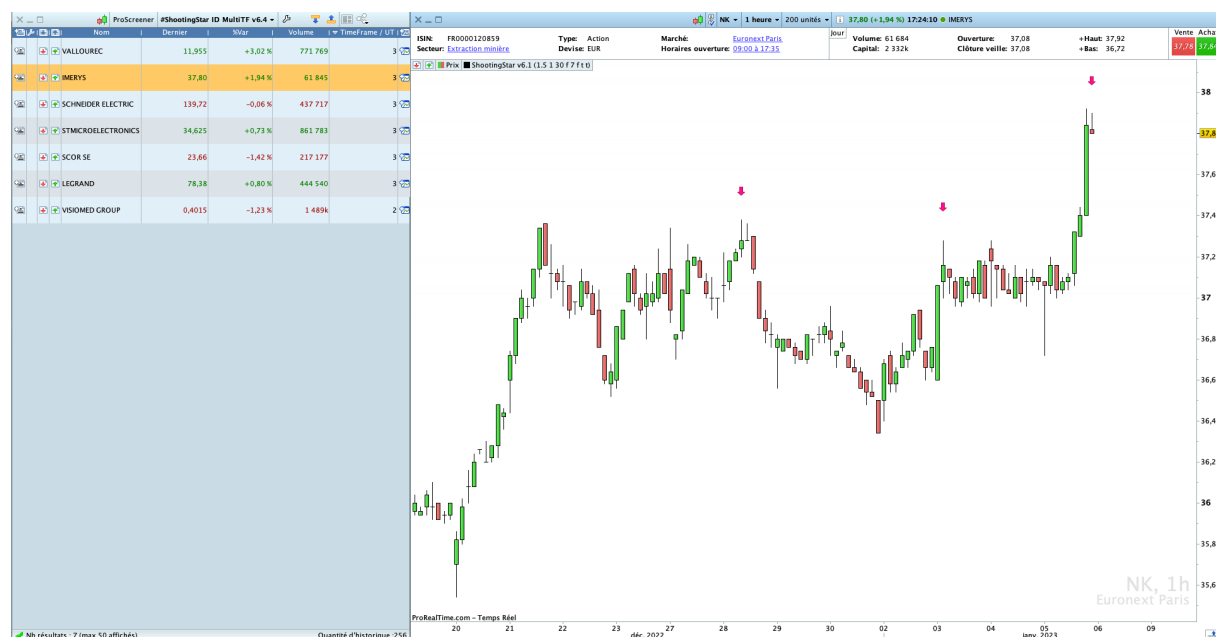 ProScreener #ShootingStar ID MultiTF v6.4
Nom Dernier %Var Volume TimeFrame / UT
VALLOUREC 11,955 +3,02 % 771 769 3
IMERYS 37,80 +1,94 % 61 845 3
SCHNEIDER ELECTRIC 139,72 -0,06 % 437 717 3
STMICROELECTRONICS 34,625 +0,73 % 861 783 3
SCOR SE 23,66 -1,42 % 217 177 3
LEGRAND 78,38 +0,80 % 444 540 3
VISIOMED GROUP 0,4015 -1,23 % 1 489k 2
Nb résultats : 7 (max 50 affichés) Quantité d'historique :256
NK 1 heure 200 unités 37,80 (+1,94 %) 17:24:10 IMERYS
ISIN: FR0000120859 Type: Action Marché: Euronext Paris
Secteur: Extraction minière Devise: EUR Horaires ouverture: 09:00 à 17:35
Jour Volume: 61 684 Ouverture: 37,08 +Haut: 37,92
Capital: 2 332k Clôture veille: 37,08 +Bas: 36,72
Vente Acha
37,78 37,84
Prix ShootingStar v6.1 (1.5 1 30 f 7 f t t)
38
37,8
37,6
37,4
37,2
37
36,8
36,6
36,4
36,2
36
35,8
35,6
NK, 1h
Euronext Paris
ProRealTime.com - Temps Réel
20 21 22 23 26 27 28 29 30 02 03 04 05 06 09
déc. 2022 janv. 2023